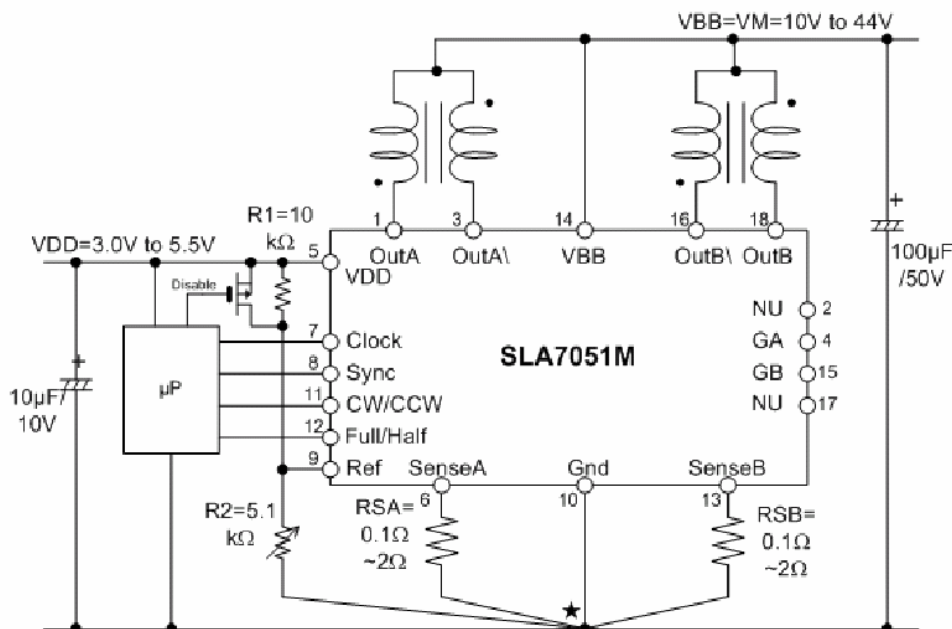 VBB=VM=10V to 44V
1
3
14
16
18
OutA
OutA\
VBB
OutB\
OutB
R1=10
kΩ
VDD=3.0V to 5.5V
5
VDD
+
100µF
/50V
Disable
NU
2
7
Clock
GA
4
SLA7051M
8
Sync
GB
15
+
10µF/
10V
µP
11
CW/CCW
NU
17
12
Full/Half
9
Ref
SenseA
Gnd
SenseB
6
10
13
R2=5.1
kΩ
RSA=
0.1Ω
~2Ω
RSB=
0.1Ω
~2Ω
★